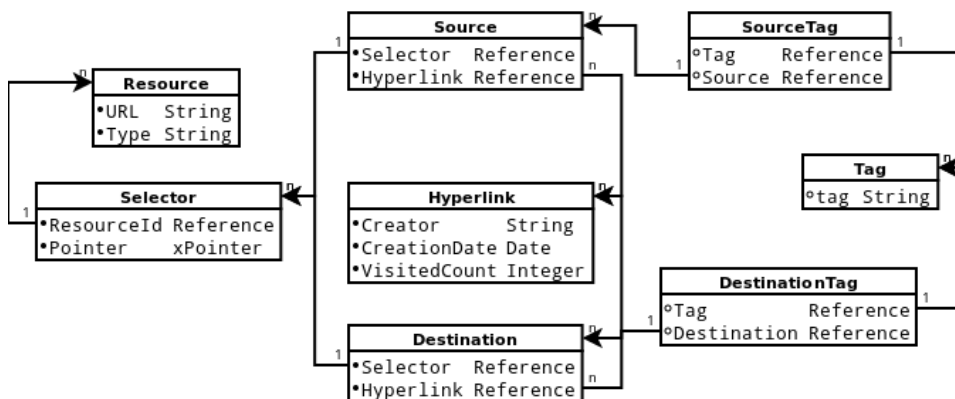 Resource
•URL String
•Type String
Selector
•ResourceId Reference
•Pointer xPointer
Source
•Selector Reference
•Hyperlink Reference
Hyperlink
•Creator String
•CreationDate Date
•VisitedCount Integer
Destination
•Selector Reference
•Hyperlink Reference
SourceTag
◦Tag Reference
◦Source Reference
Tag
◦tag String
DestinationTag
◦Tag Reference
◦Destination Reference
n
1
1
n
1
n
n
n
n
n
1
1
n
1
1